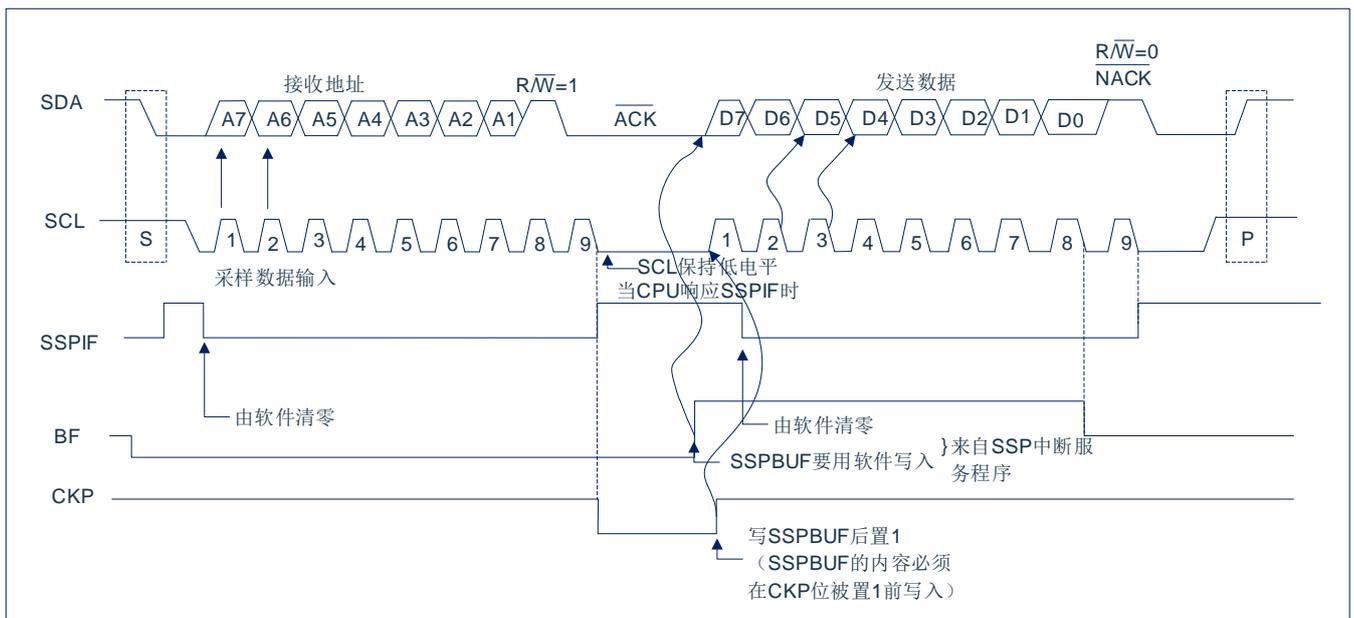 R/W̅=0
接收地址
R/W̅=1
发送数据
N̅A̅C̅K̅
SDA
A7 A6 A5 A4 A3 A2 A1
A̅C̅K̅
D7 D6 D5 D4 D3 D2 D1 D0
SCL
S
1 2 3 4 5 6 7 8 9
1 2 3 4 5 6 7 8 9
P
采样数据输入
SCL保持低电平
当CPU响应SSPIF时
SSPIF
由软件清零
由软件清零
BF
SSPBUF要用软件写入
}来自SSP中断服
务程序
CKP
写SSPBUF后置1
（SSPBUF的内容必须
在CKP位被置1前写入）